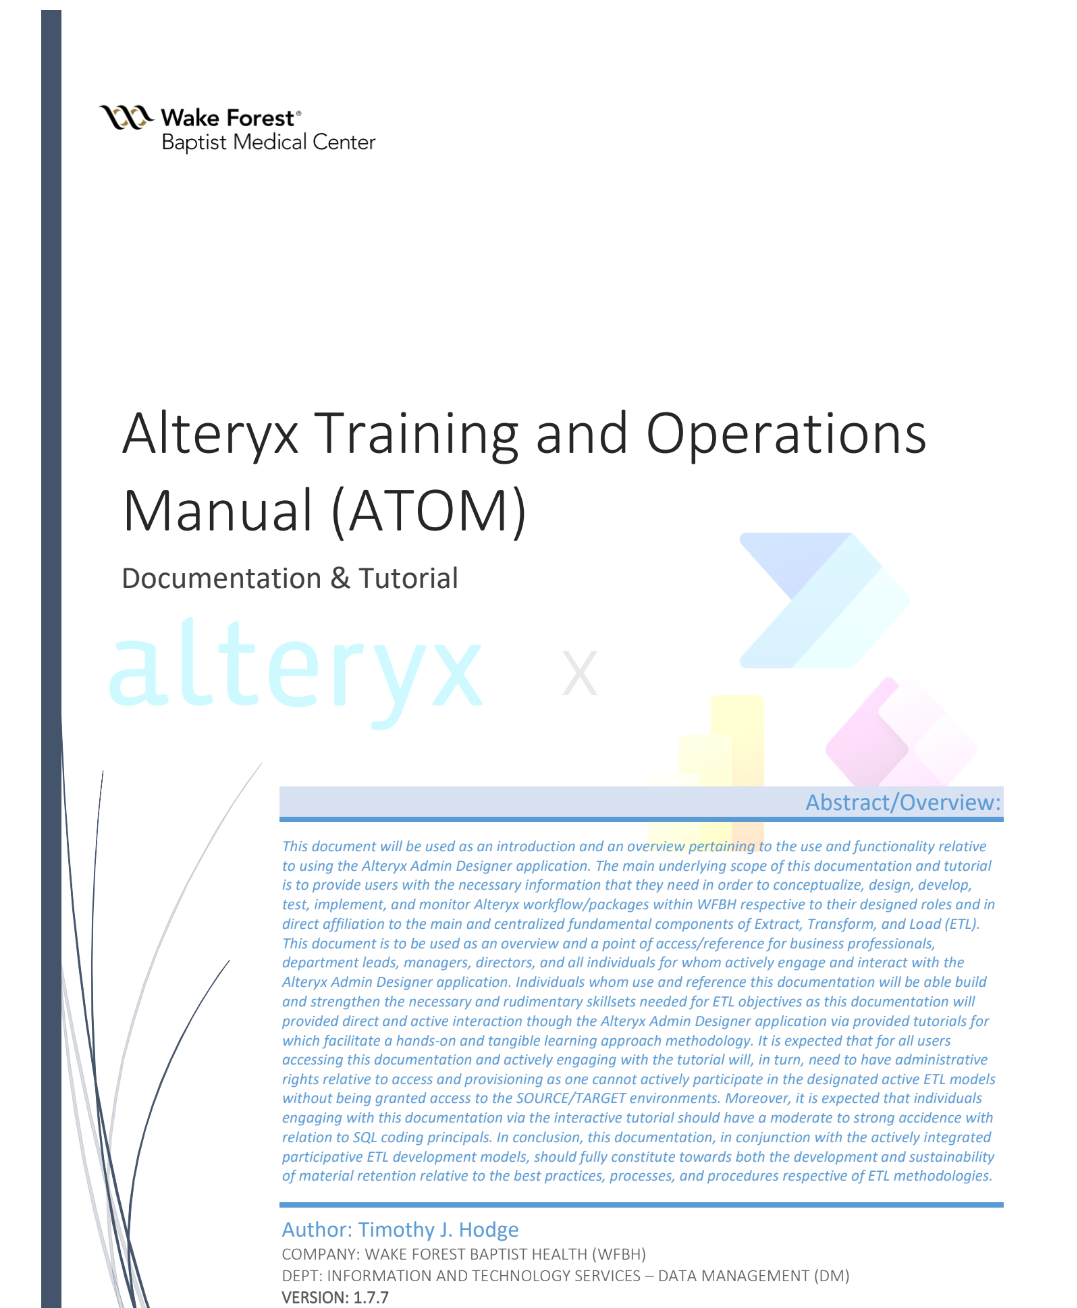 Wake Forest®
Baptist Medical Center
Alteryx Training and Operations
Manual (ATOM)
Documentation & Tutorial
alteryx X
Abstract/Overview:
This document will be used as an introduction and an overview pertaining to the use and functionality relative
to using the Alteryx Admin Designer application. The main underlying scope of this documentation and tutorial
is to provide users with the necessary information that they need in order to conceptualize, design, develop,
test, implement, and monitor Alteryx workflow/packages within WFBH respective to their designed roles and in
direct affiliation to the main and centralized fundamental components of Extract, Transform, and Load (ETL).
This document is to be used as an overview and a point of access/reference for business professionals,
department leads, managers, directors, and all individuals for whom actively engage and interact with the
Alteryx Admin Designer application. Individuals whom use and reference this documentation will be able build
and strengthen the necessary and rudimentary skillsets needed for ETL objectives as this documentation will
provided direct and active interaction though the Alteryx Admin Designer application via provided tutorials for
which facilitate a hands-on and tangible learning approach methodology. It is expected that for all users
accessing this documentation and actively engaging with the tutorial will, in turn, need to have administrative
rights relative to access and provisioning as one cannot actively participate in the designated active ETL models
without being granted access to the SOURCE/TARGET environments. Moreover, it is expected that individuals
engaging with this documentation via the interactive tutorial should have a moderate to strong accidence with
relation to SQL coding principals. In conclusion, this documentation, in conjunction with the actively integrated
participative ETL development models, should fully constitute towards both the development and sustainability
of material retention relative to the best practices, processes, and procedures respective of ETL methodologies.
Author: Timothy J. Hodge
COMPANY: WAKE FOREST BAPTIST HEALTH (WFBH)
DEPT: INFORMATION AND TECHNOLOGY SERVICES – DATA MANAGEMENT (DM)
VERSION: 1.7.7